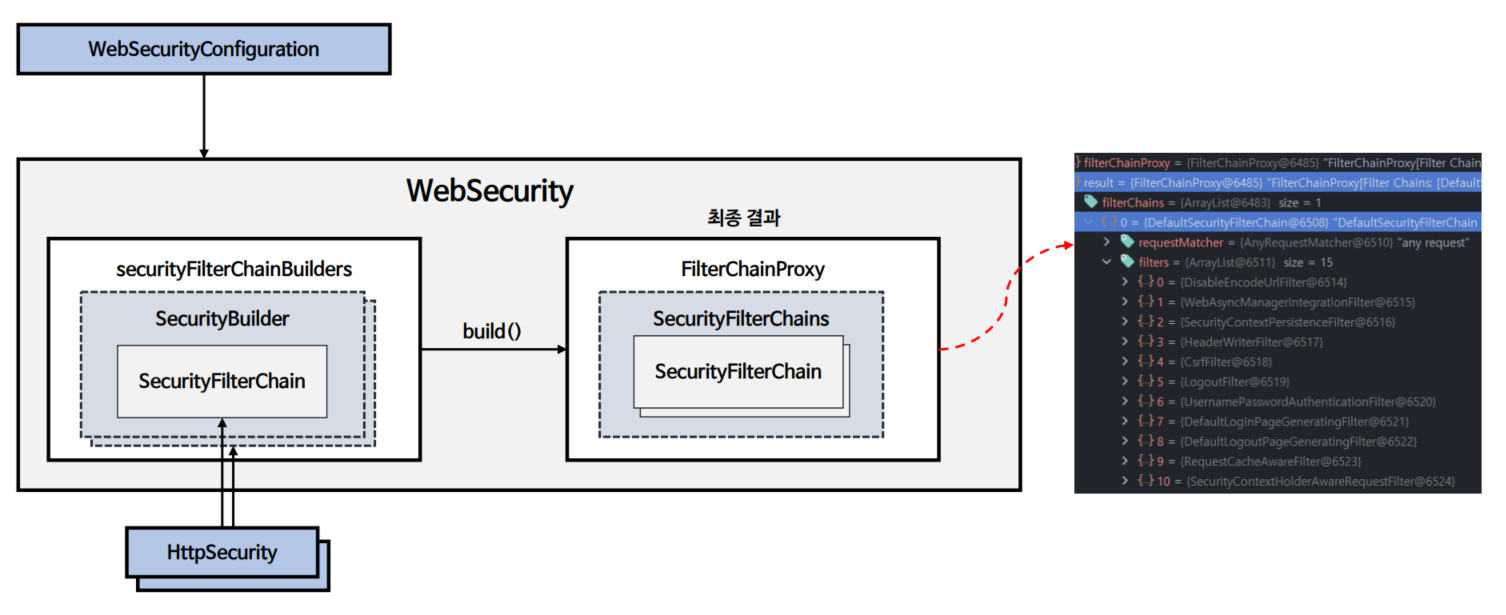 WebSecurityConfiguration
WebSecurity
최종 결과
securityFilterChainBuilders
SecurityBuilder
SecurityFilterChain
build()
FilterChainProxy
SecurityFilterChains
SecurityFilterChain
HttpSecurity
} filterChainProxy = {FilterChainProxy@6485} "FilterChainProxy[Filter Chain
result = {FilterChainProxy@6485} "FilterChainProxy[Filter Chains: [DefaultS
filterChains = {ArrayList@6483} size = 1
{..} 0 = {DefaultSecurityFilterChain@6508} "DefaultSecurityFilterChain
requestMatcher = {AnyRequestMatcher@6510} "any request"
filters = {ArrayList@6511} size = 15
{..} 0 = {DisableEncodeUrlFilter@6514}
{..} 1 = {WebAsyncManagerIntegrationFilter@6515}
{..} 2 = {SecurityContextPersistenceFilter@6516}
{..} 3 = {HeaderWriterFilter@6517}
{..} 4 = {CsrfFilter@6518}
{..} 5 = {LogoutFilter@6519}
{..} 6 = {UsernamePasswordAuthenticationFilter@6520}
{..} 7 = {DefaultLoginPageGeneratingFilter@6521}
{..} 8 = {DefaultLogoutPageGeneratingFilter@6522}
{..} 9 = {RequestCacheAwareFilter@6523}
{..} 10 = {SecurityContextHolderAwareRequestFilter@6524}